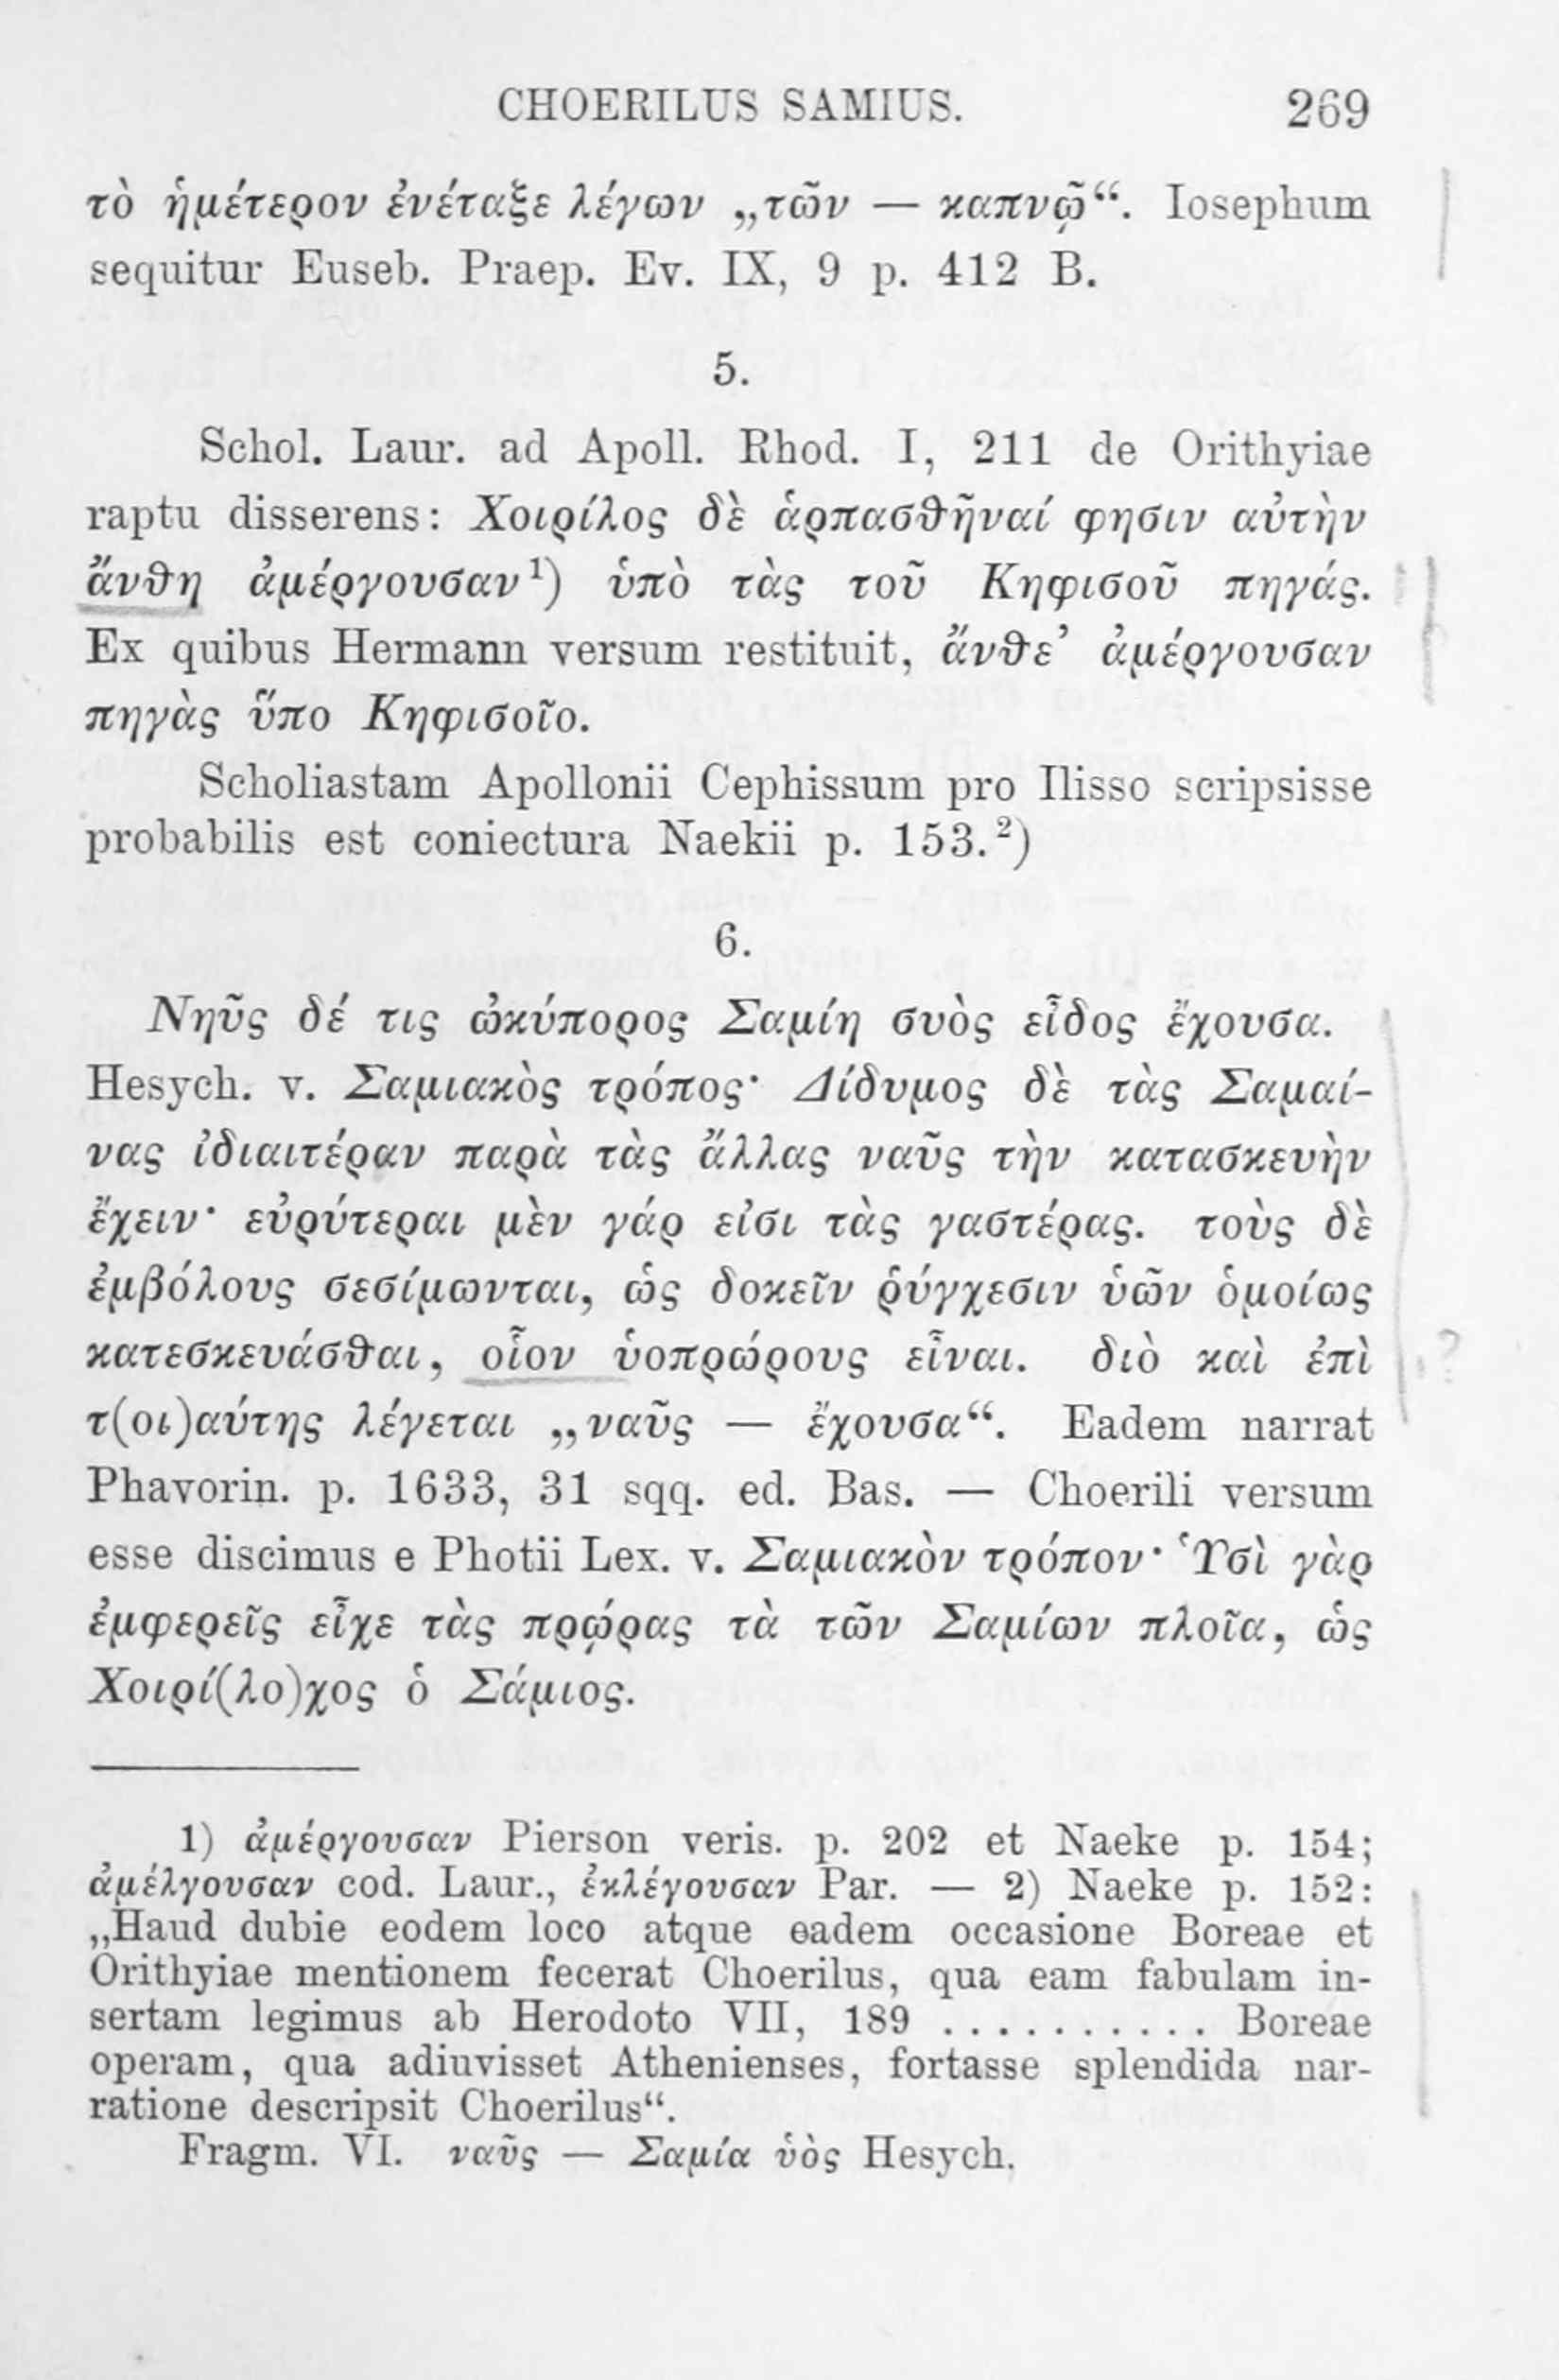 CHOERILUS SAMIUS. 269
τὸ ἡμέτερον ἐνέταξε λέγων „τῶν — καπνῷ“. Iosephum
sequitur Euseb. Praep. Ev. IX, 9 p. 412 B.
5.
Schol. Laur. ad Apoll. Rhod. I, 211 de Orithyiae
raptu disserens: Χοιρίλος δὲ ἁρπασθῆναί φησιν αὐτὴν
ἄνθη ἀμέργουσαν¹) ὑπὸ τὰς τοῦ Κηφισοῦ πηγάς.
Ex quibus Hermann versum restituit, ἄνθε’ ἀμέργουσαν
πηγὰς ὕπο Κηφισοῖο.
Scholiastam Apollonii Cephissum pro Ilisso scripsisse
probabilis est coniectura Naekii p. 153.²)
6.
Νηῦς δέ τις ὠκύπορος Σαμίη συὸς εἶδος ἔχουσα.
Hesych. v. Σαμιακὸς τρόπος· Δίδυμος δὲ τὰς Σαμαί-
νας ἰδιαιτέραν παρὰ τὰς ἄλλας ναῦς τὴν κατασκευὴν
ἔχειν· εὐρύτεραι μὲν γάρ εἰσι τὰς γαστέρας. τοὺς δὲ
ἐμβόλους σεσίμωνται, ὡς δοκεῖν ῥύγχεσιν ὑῶν ὁμοίως
κατεσκευάσθαι, οἷον ὑοπρώρους εἶναι. διὸ καὶ ἐπὶ
τ(οι)αύτης λέγεται „ναῦς — ἔχουσα“. Eadem narrat
Phavorin. p. 1633, 31 sqq. ed. Bas. — Choerili versum
esse discimus e Photii Lex. v. Σαμιακὸν τρόπον· Ὑσὶ γὰρ
ἐμφερεῖς εἶχε τὰς πρῴρας τὰ τῶν Σαμίων πλοῖα, ὡς
Χοιρί(λο)χος ὁ Σάμιος.
1) ἀμέργουσαν Pierson veris. p. 202 et Naeke p. 154;
ἀμέλγουσαν cod. Laur., ἐκλέγουσαν Par. — 2) Naeke p. 152:
„Haud dubie eodem loco atque eadem occasione Boreae et
Orithyiae mentionem fecerat Choerilus, qua eam fabulam in-
sertam legimus ab Herodoto VII, 189 .......... Boreae
operam, qua adiuvisset Athenienses, fortasse splendida nar-
ratione descripsit Choerilus“.
Fragm. VI. ναῦς — Σαμία ὑὸς Hesych.
?